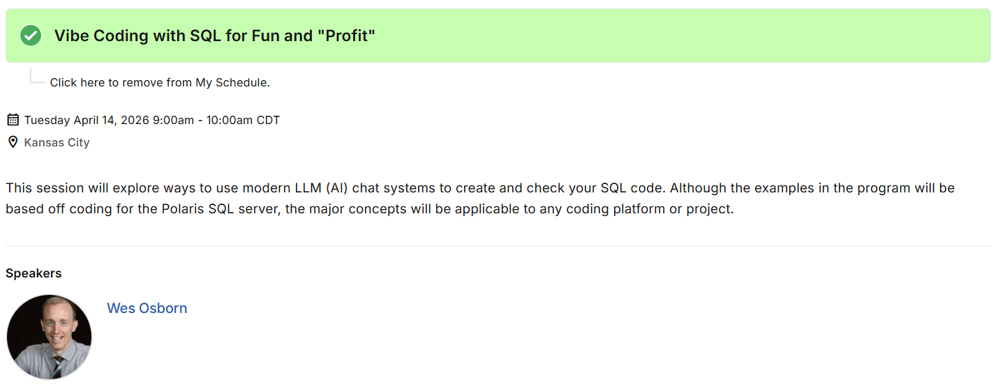 Vibe Coding with SQL for Fun and "Profit"
Click here to remove from My Schedule.
Tuesday April 14, 2026 9:00am - 10:00am CDT
Kansas City
This session will explore ways to use modern LLM (AI) chat systems to create and check your SQL code. Although the examples in the program will be
based off coding for the Polaris SQL server, the major concepts will be applicable to any coding platform or project.
Speakers
Wes Osborn